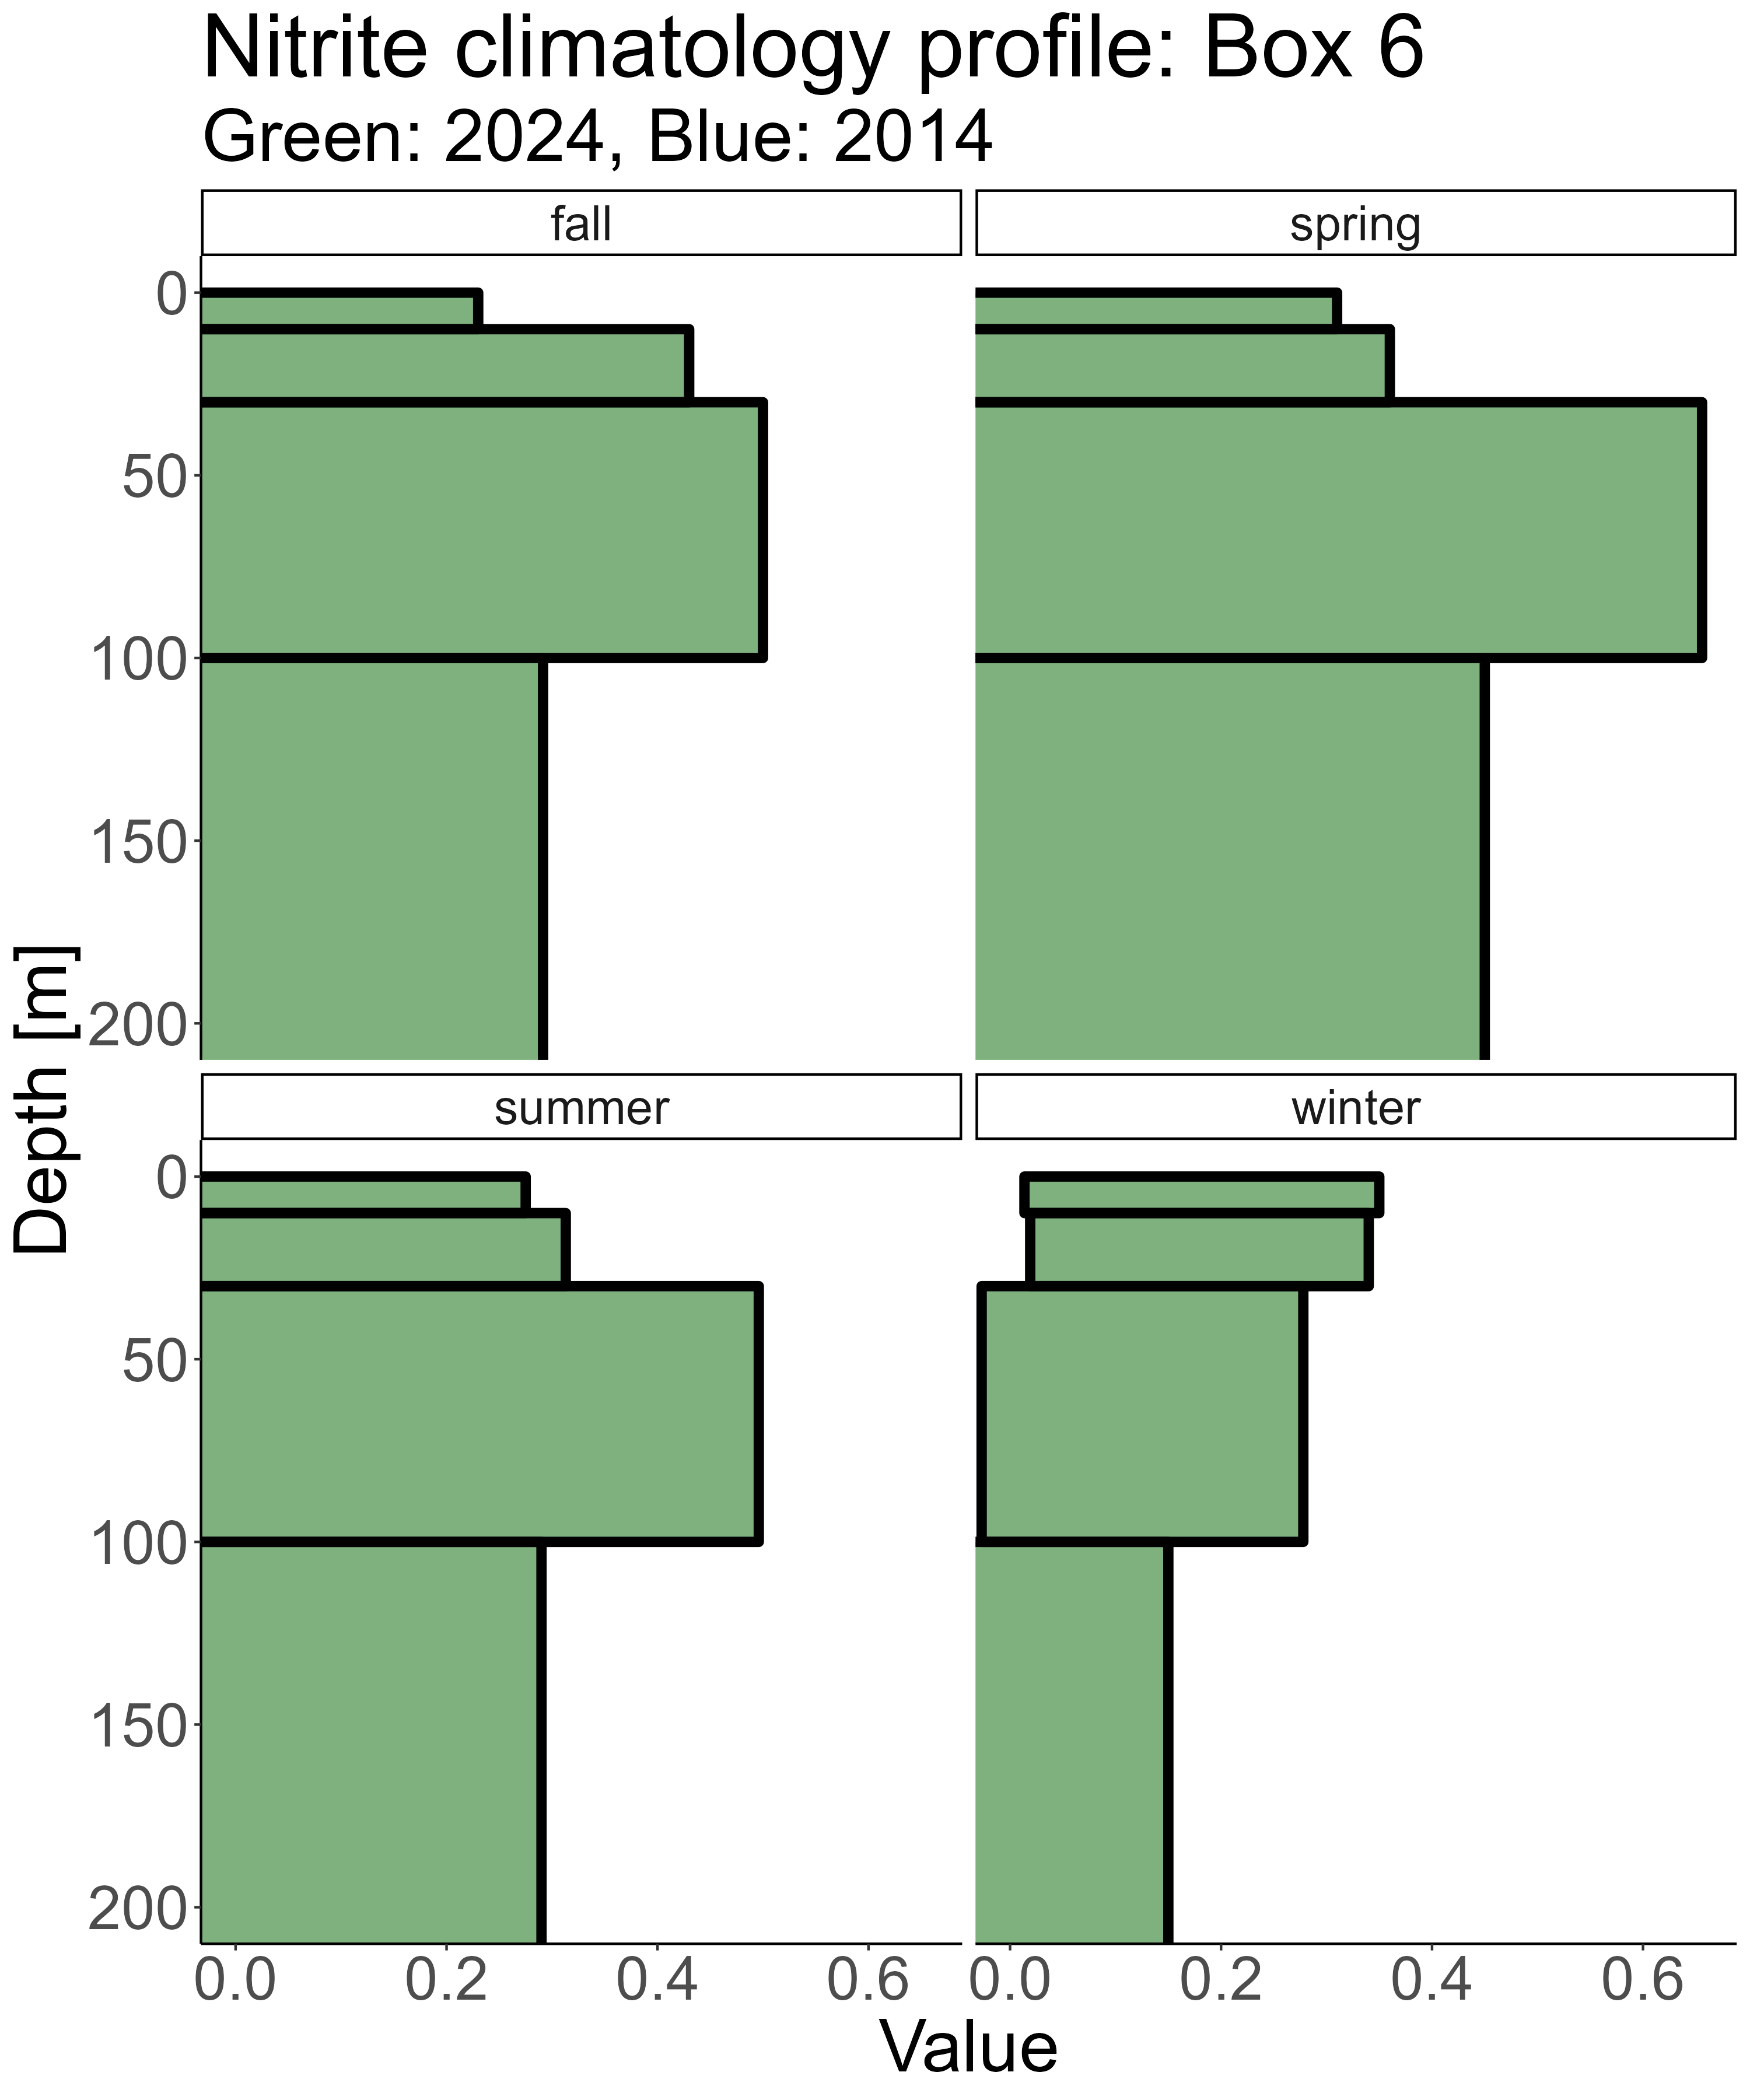 Nitrite climatology profile: Box 6
Green: 2024, Blue: 2014
fall
spring
0
50
100
150
200
Depth [m]
summer
winter
0
50
100
150
200
0.0 0.2 0.4 0.6 0.0 0.2 0.4 0.6
Value